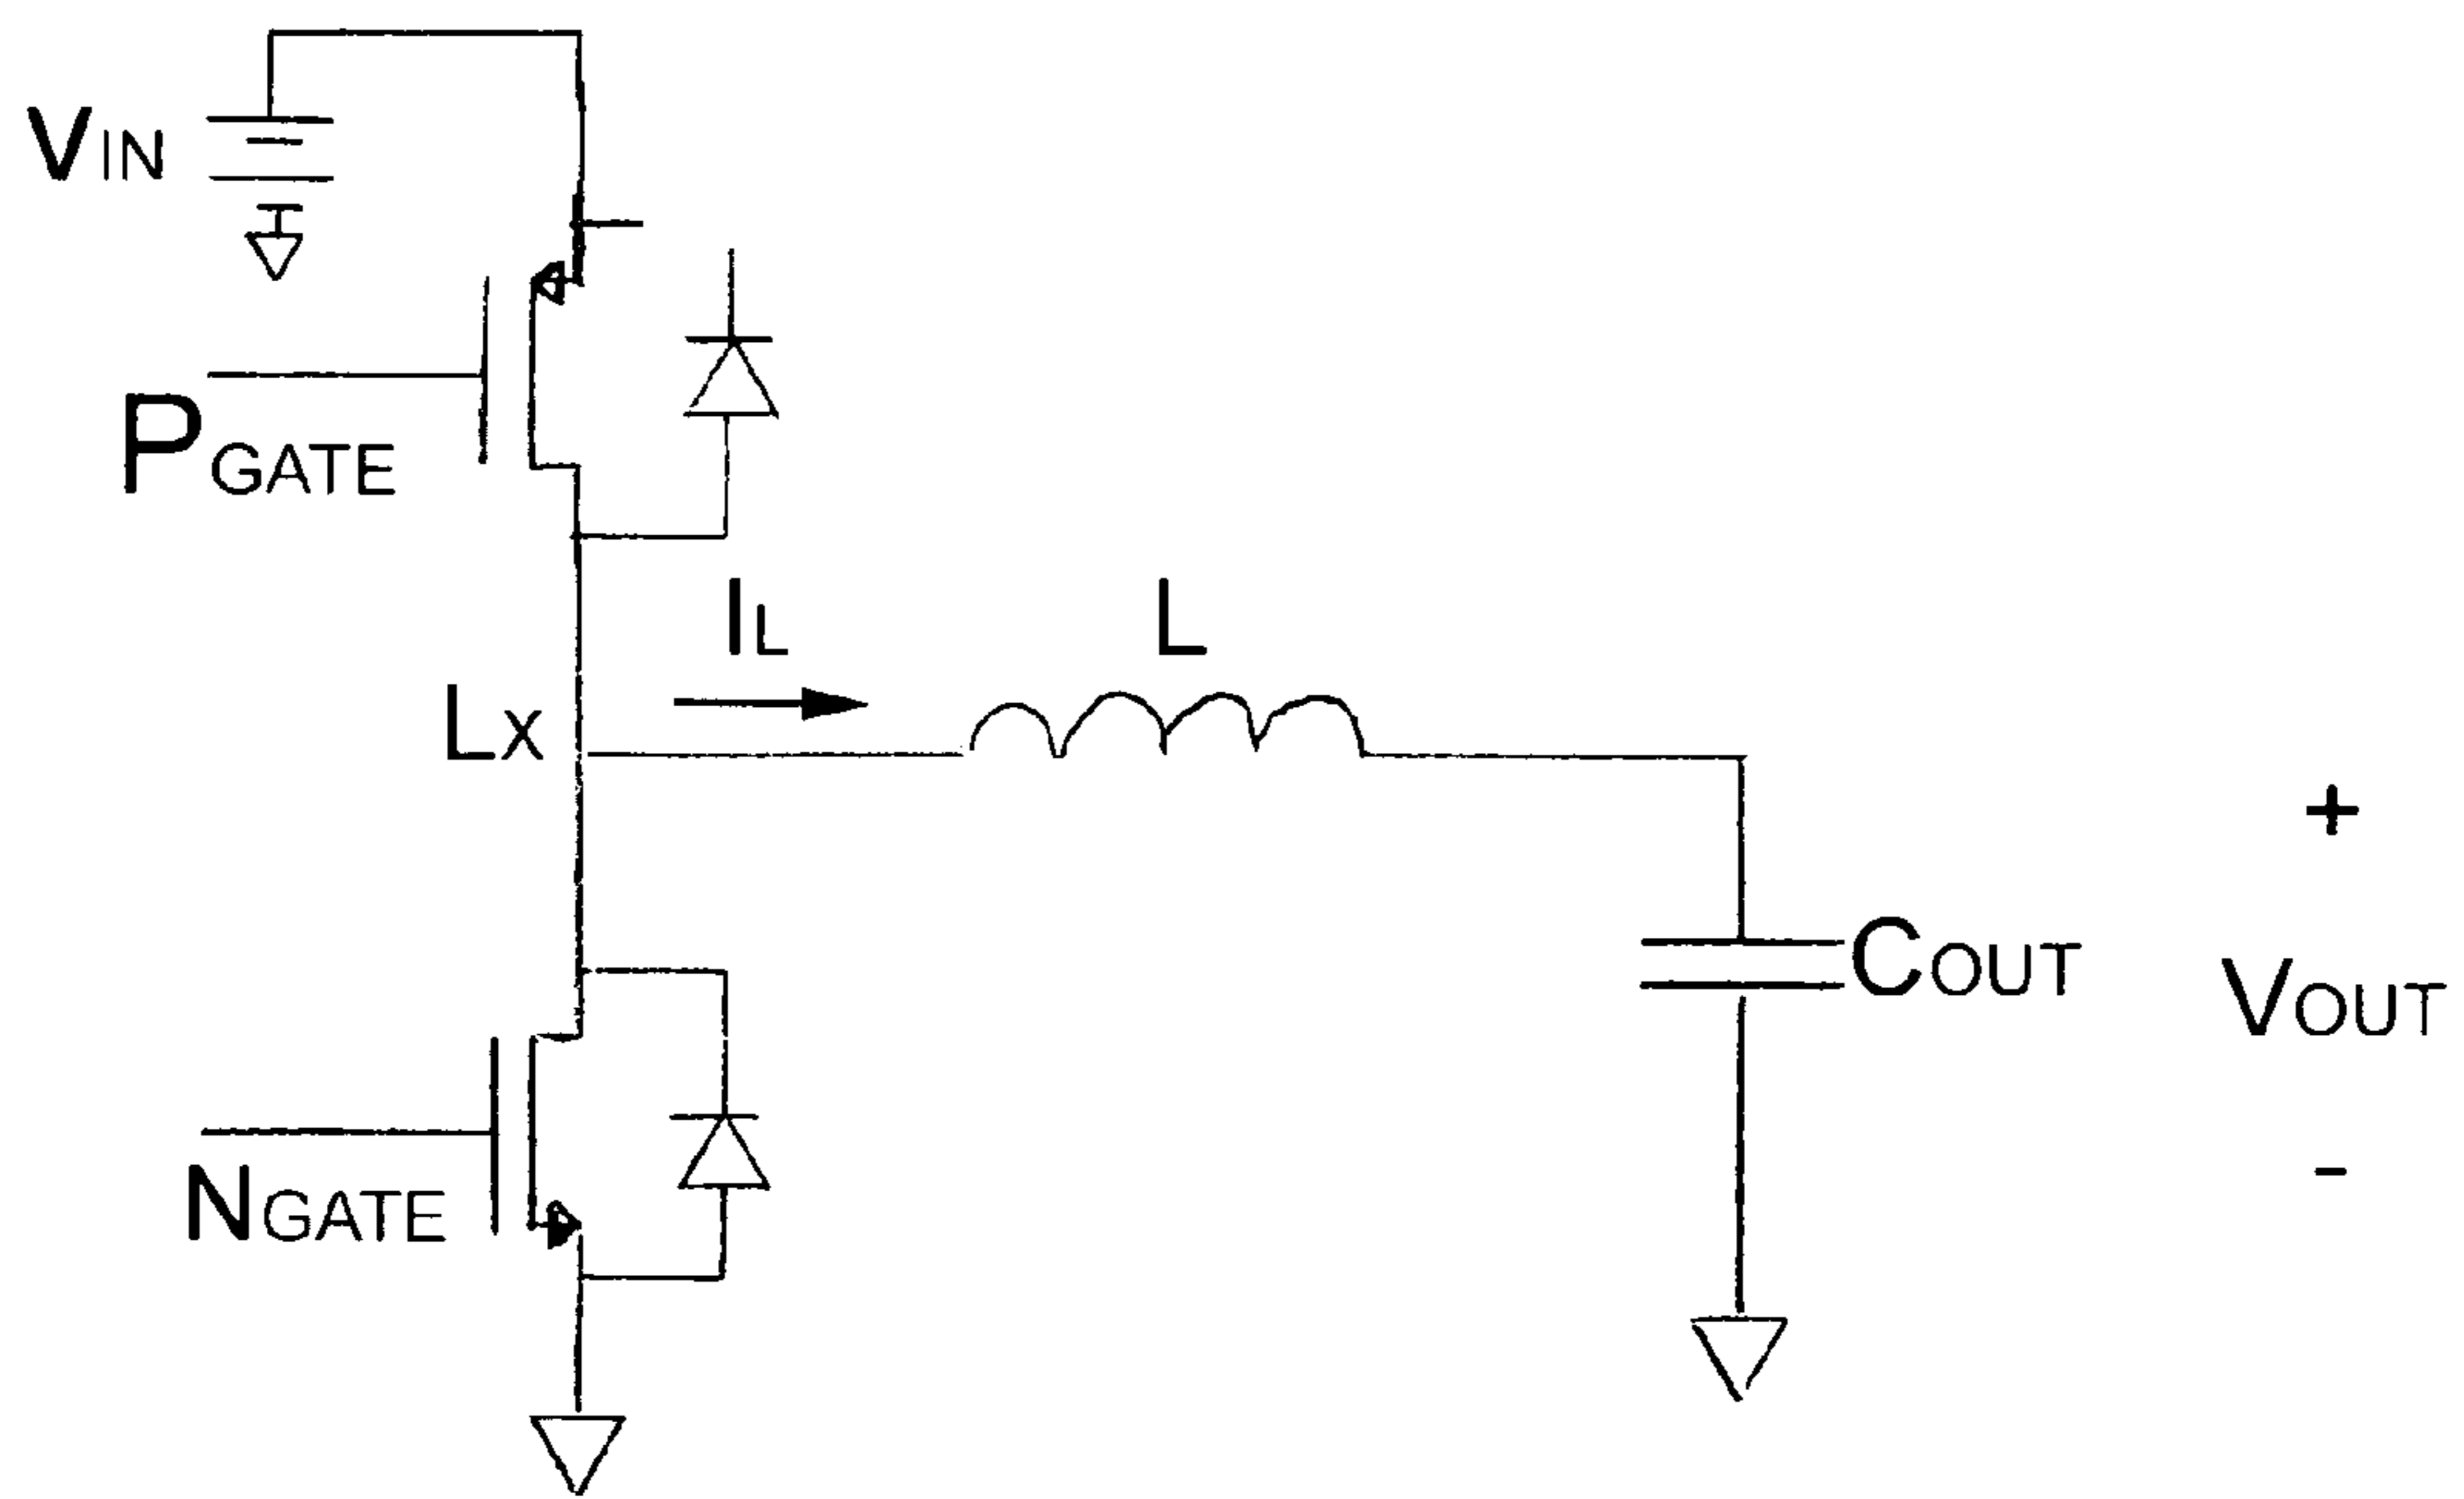 VIN
PGATE
IL
L
LX
+
COUT
VOUT
-
NGATE